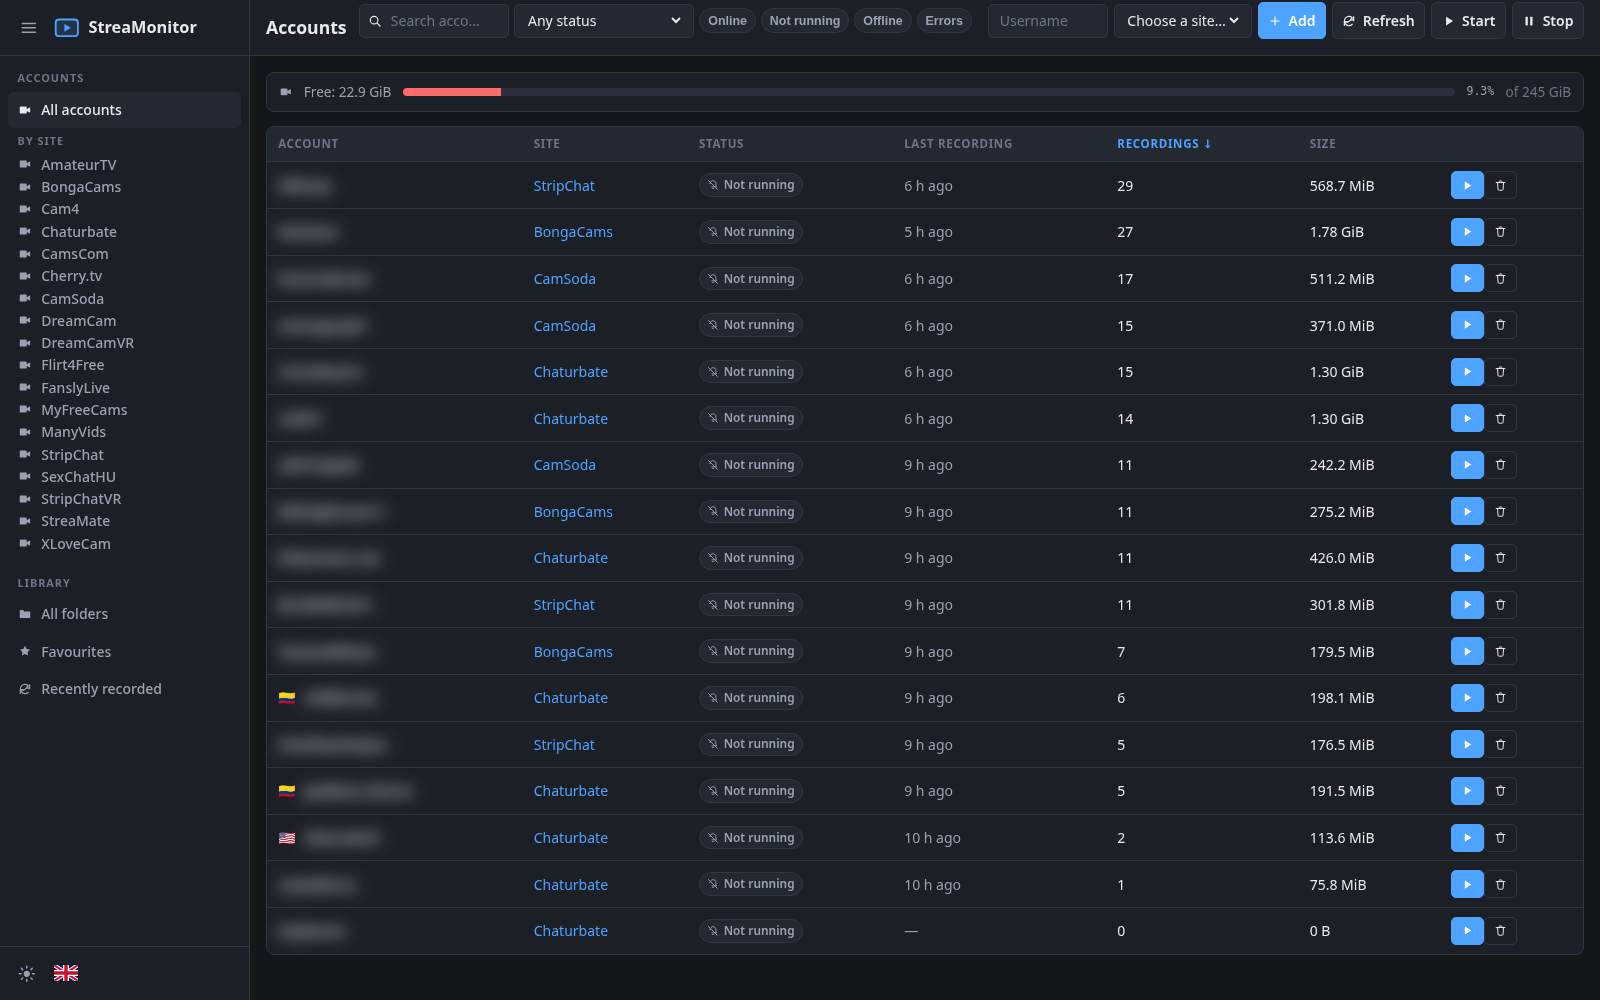 StreaMonitor
Accounts
Search acco...
Any status
Online
Not running
Offline
Errors
Username
Choose a site...
Add
Refresh
Start
Stop
ACCOUNTS
All accounts
BY SITE
AmateurTV
BongaCams
Cam4
Chaturbate
CamsCom
Cherry.tv
CamSoda
DreamCam
DreamCamVR
Flirt4Free
FanslyLive
MyFreeCams
ManyVids
StripChat
SexChatHU
StripChatVR
StreaMate
XLoveCam
LIBRARY
All folders
Favourites
Recently recorded
Free: 22.9 GiB
9.3%
of 245 GiB
ACCOUNT SITE STATUS LAST RECORDING RECORDINGS ↓ SIZE
StripChat Not running 6 h ago 29 568.7 MiB
BongaCams Not running 5 h ago 27 1.78 GiB
CamSoda Not running 6 h ago 17 511.2 MiB
CamSoda Not running 6 h ago 15 371.0 MiB
Chaturbate Not running 6 h ago 15 1.30 GiB
Chaturbate Not running 6 h ago 14 1.30 GiB
CamSoda Not running 9 h ago 11 242.2 MiB
BongaCams Not running 9 h ago 11 275.2 MiB
Chaturbate Not running 9 h ago 11 426.0 MiB
StripChat Not running 9 h ago 11 301.8 MiB
BongaCams Not running 9 h ago 7 179.5 MiB
Chaturbate Not running 9 h ago 6 198.1 MiB
StripChat Not running 9 h ago 5 176.5 MiB
Chaturbate Not running 9 h ago 5 191.5 MiB
Chaturbate Not running 10 h ago 2 113.6 MiB
Chaturbate Not running 10 h ago 1 75.8 MiB
Chaturbate Not running — 0 0 B